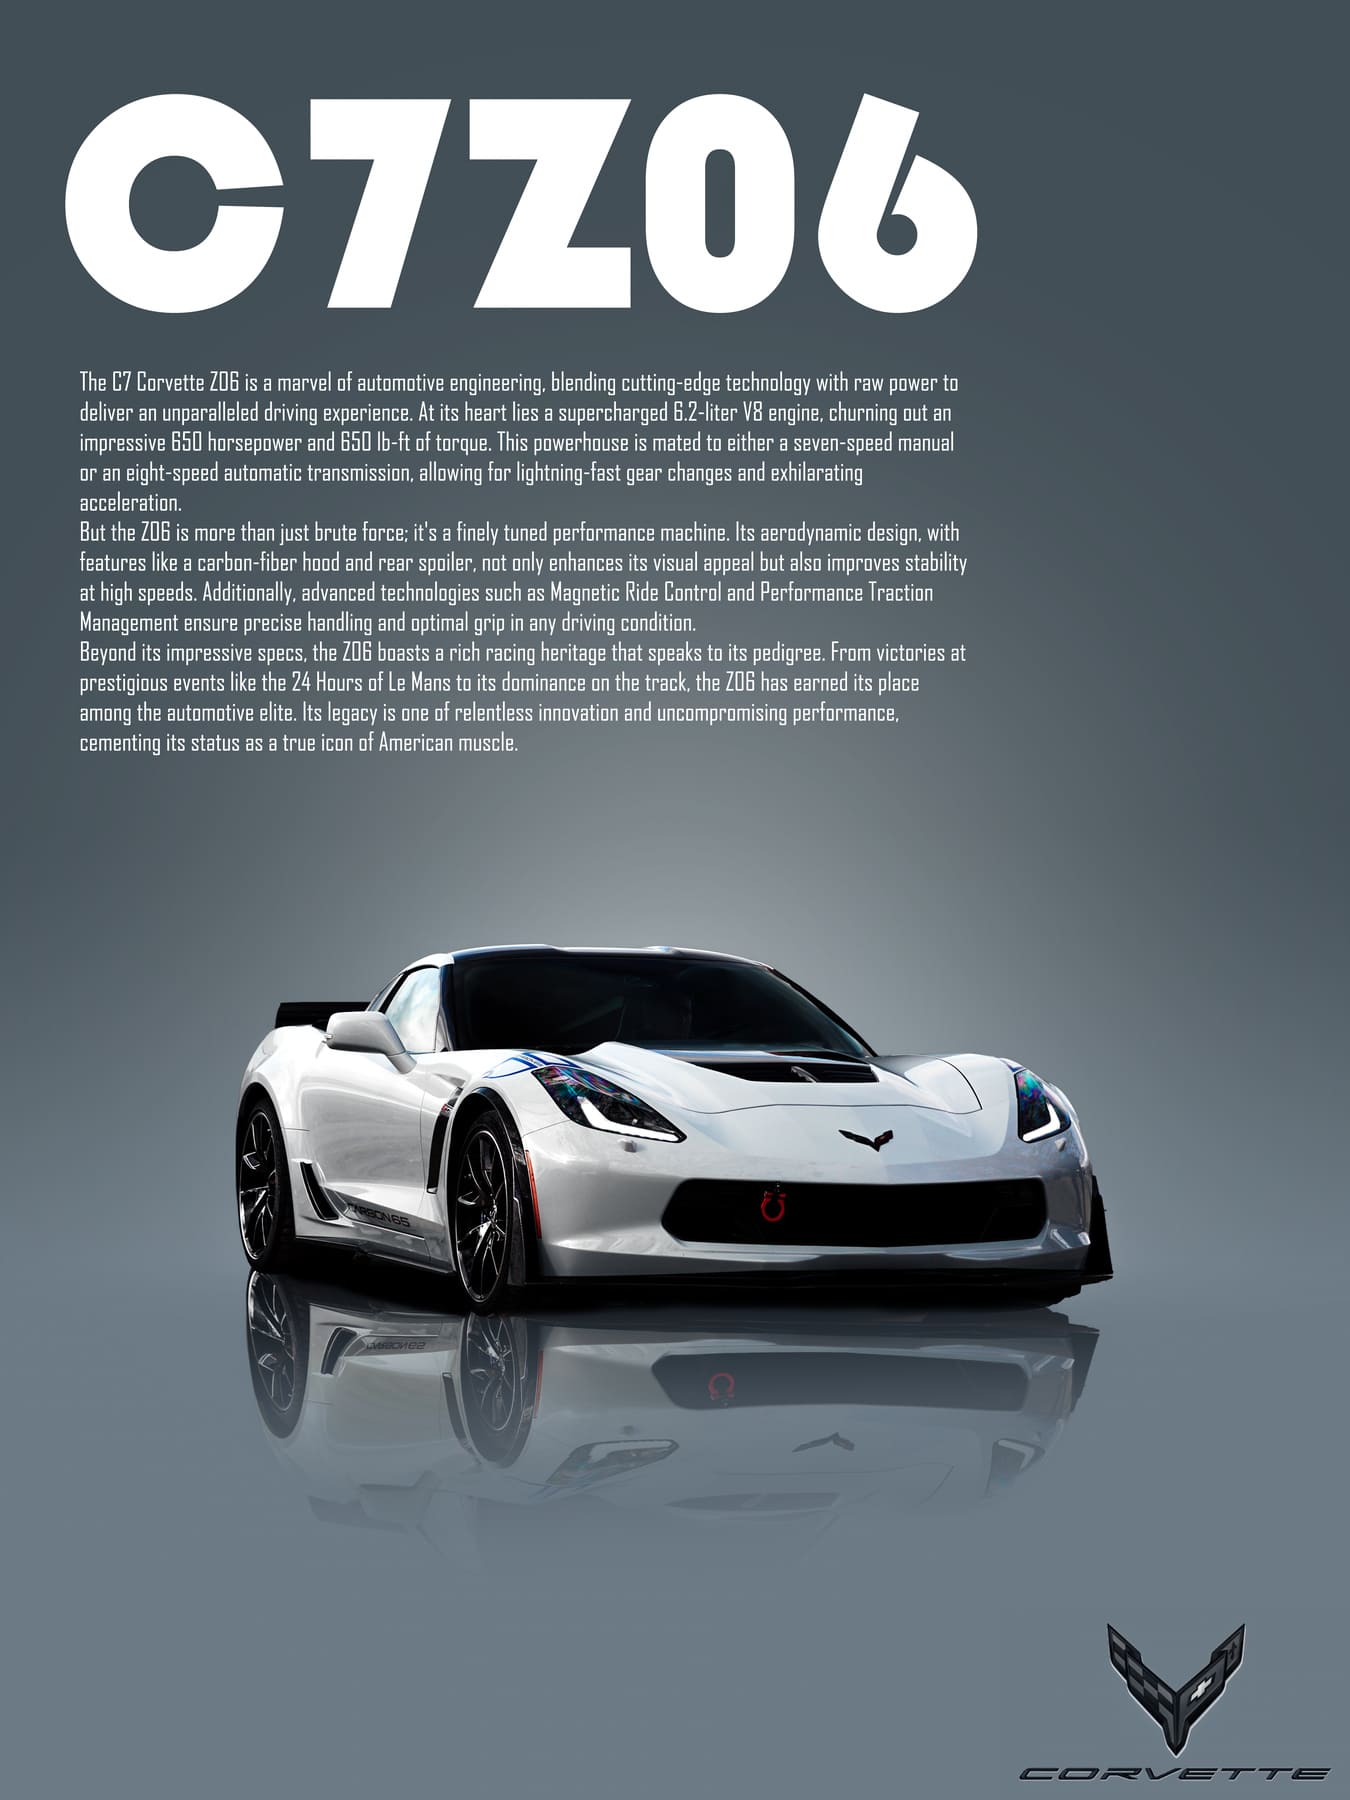 C7Z06
The C7 Corvette Z06 is a marvel of automotive engineering, blending cutting-edge technology with raw power to
deliver an unparalleled driving experience. At its heart lies a supercharged 6.2-liter V8 engine, churning out an
impressive 650 horsepower and 650 lb-ft of torque. This powerhouse is mated to either a seven-speed manual
or an eight-speed automatic transmission, allowing for lightning-fast gear changes and exhilarating
acceleration.
But the Z06 is more than just brute force; it's a finely tuned performance machine. Its aerodynamic design, with
features like a carbon-fiber hood and rear spoiler, not only enhances its visual appeal but also improves stability
at high speeds. Additionally, advanced technologies such as Magnetic Ride Control and Performance Traction
Management ensure precise handling and optimal grip in any driving condition.
Beyond its impressive specs, the Z06 boasts a rich racing heritage that speaks to its pedigree. From victories at
prestigious events like the 24 Hours of Le Mans to its dominance on the track, the Z06 has earned its place
among the automotive elite. Its legacy is one of relentless innovation and uncompromising performance,
cementing its status as a true icon of American muscle.
CARBON65
CORVETTE